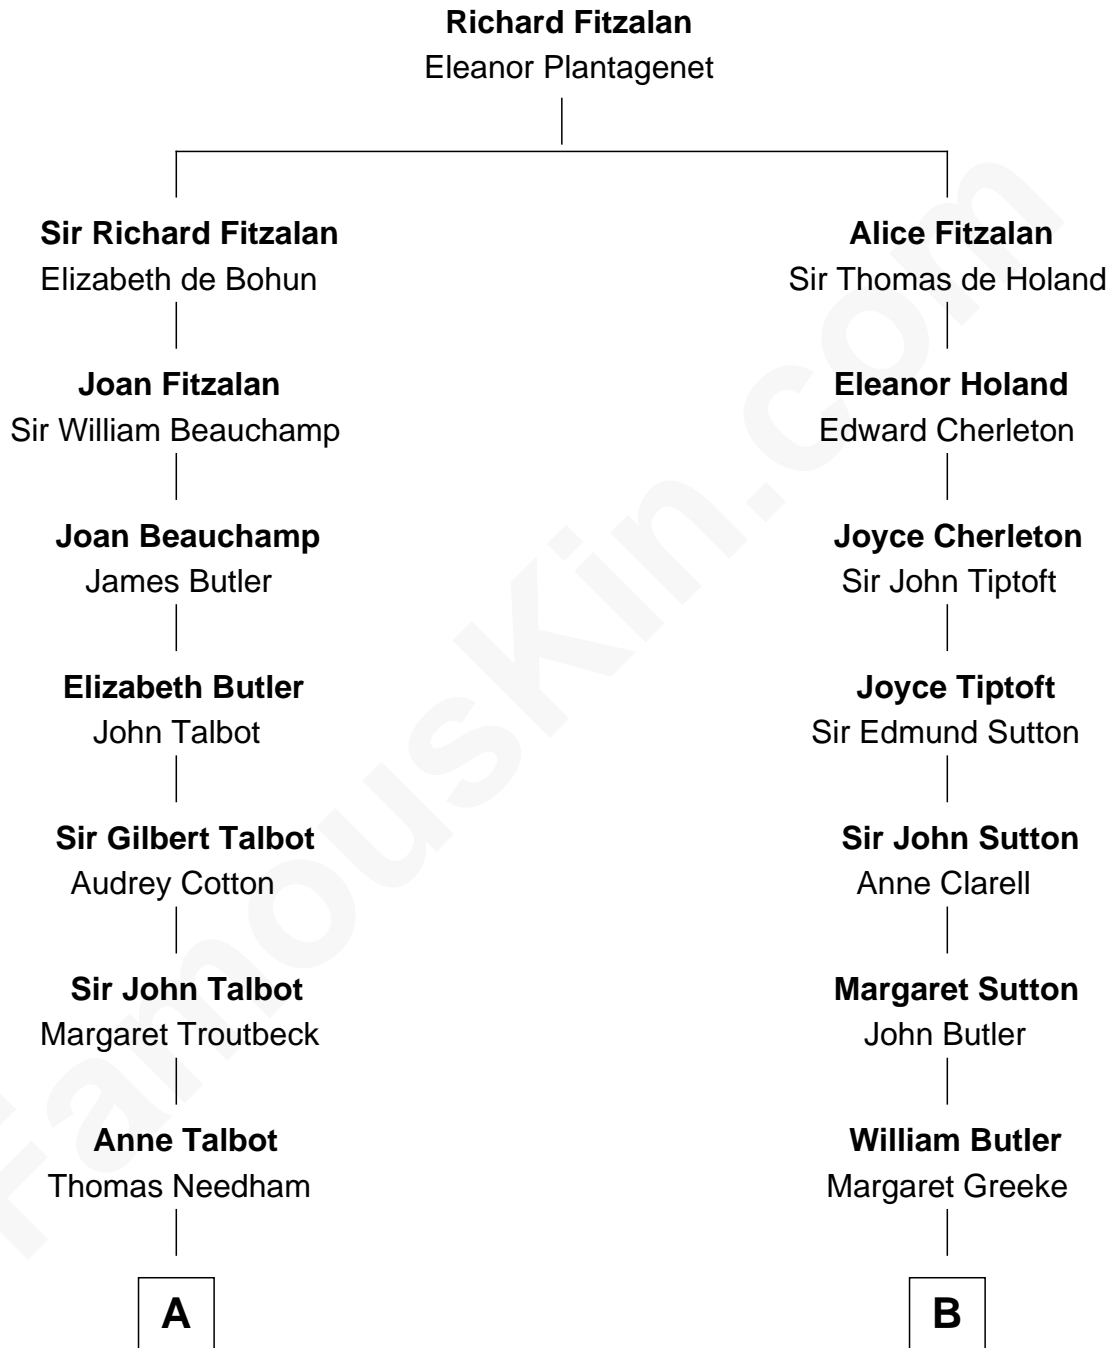 Richard Fitzalan
Eleanor Plantagenet
Sir Richard Fitzalan
Elizabeth de Bohun
Alice Fitzalan
Sir Thomas de Holand
Joan Fitzalan
Sir William Beauchamp
Eleanor Holand
Edward Cherleton
Joan Beauchamp
James Butler
Joyce Cherleton
Sir John Tiptoft
Elizabeth Butler
John Talbot
Joyce Tiptoft
Sir Edmund Sutton
Sir Gilbert Talbot
Audrey Cotton
Sir John Sutton
Anne Clarell
Sir John Talbot
Margaret Troutbeck
Margaret Sutton
John Butler
Anne Talbot
Thomas Needham
William Butler
Margaret Greeke
A
B
FamousKin.com